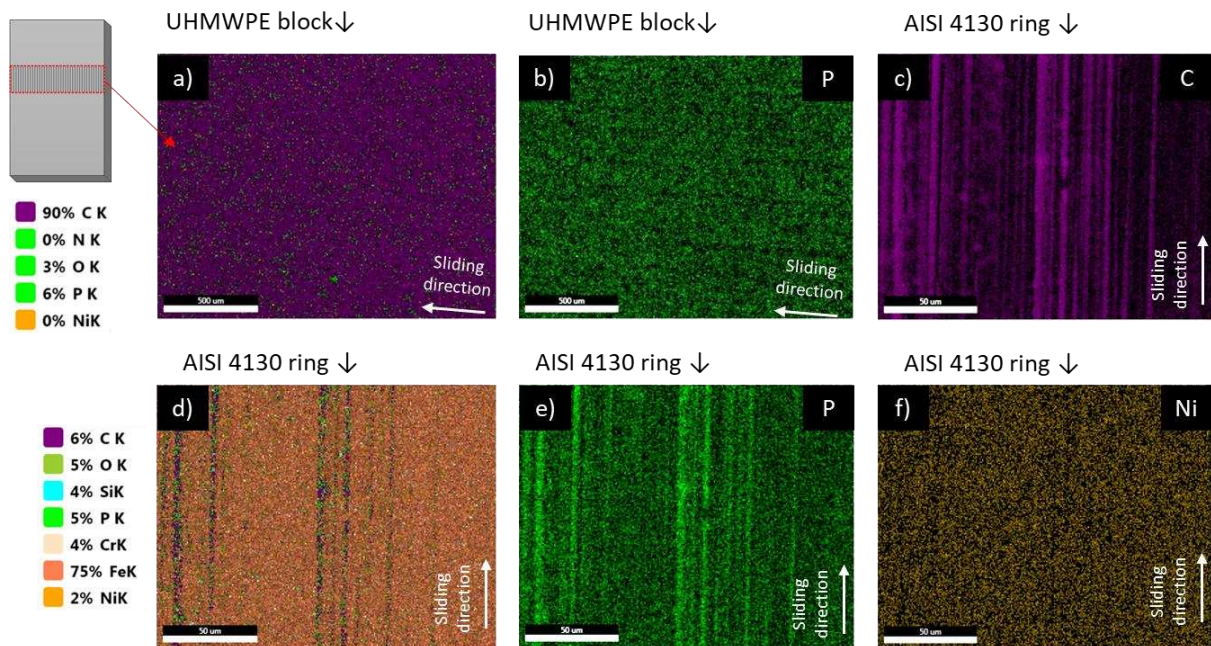 UHMWPE block↓
UHMWPE block↓
AISI 4130 ring ↓
a)
b)
P
c)
C
90% C K
0% N K
3% O K
6% P K
0% NiK
500 um
Sliding
direction
500 um
Sliding
direction
50 um
Sliding
direction
AISI 4130 ring ↓
AISI 4130 ring ↓
AISI 4130 ring ↓
d)
e)
P
f)
Ni
6% C K
5% O K
4% SiK
5% P K
4% CrK
75% FeK
2% NiK
50 um
Sliding
direction
50 um
Sliding
direction
50 um
Sliding
direction